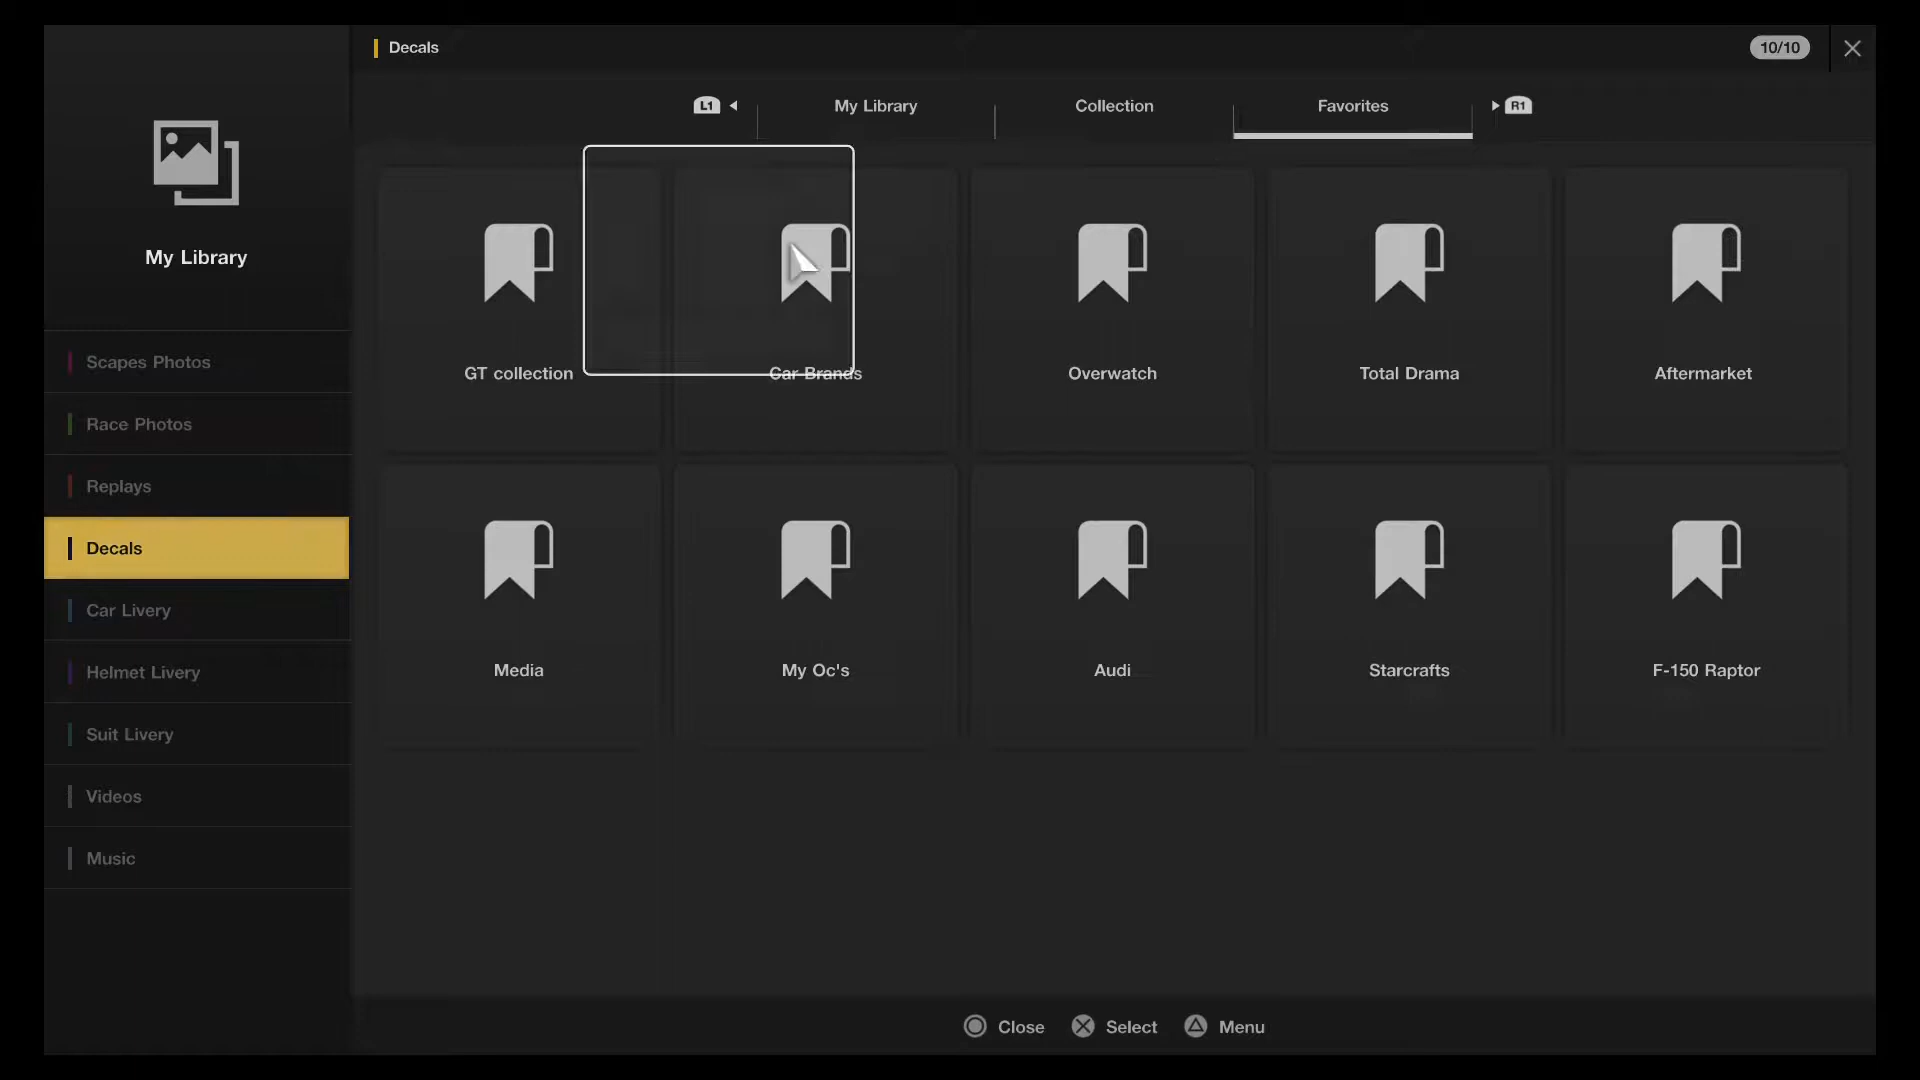 Decals
10/10
L1
My Library
Collection
Favorites
R1
My Library
Scapes Photos
Race Photos
Replays
Decals
Car Livery
Helmet Livery
Suit Livery
Videos
Music
GT collection
Car Brands
Overwatch
Total Drama
Aftermarket
Media
My Oc's
Audi
Starcrafts
F-150 Raptor
Close
Select
Menu